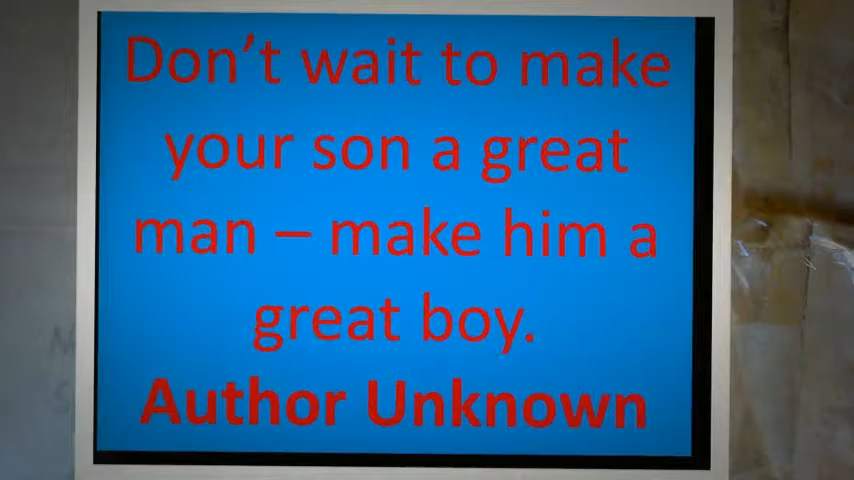 Don't wait to make
your son a great
man – make him a
great boy.
Author Unknown